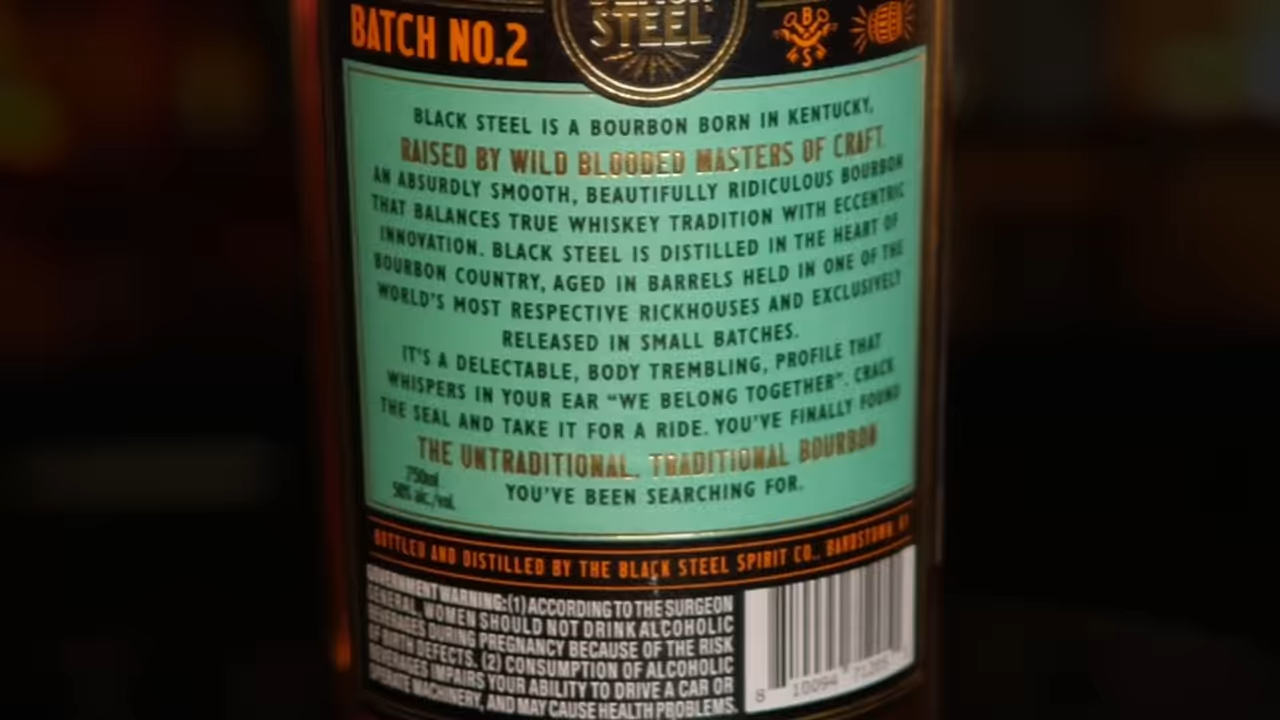 BATCH NO.2
STEEL
B
S
BLACK STEEL IS A BOURBON BORN IN KENTUCKY,
RAISED BY WILD BLOODED MASTERS OF CRAFT.
AN ABSURDLY SMOOTH, BEAUTIFULLY RIDICULOUS BOURBON
THAT BALANCES TRUE WHISKEY TRADITION WITH ECCENTRIC
INNOVATION. BLACK STEEL IS DISTILLED IN THE HEART OF
BOURBON COUNTRY, AGED IN BARRELS HELD IN ONE OF THE
WORLD'S MOST RESPECTIVE RICKHOUSES AND EXCLUSIVELY
RELEASED IN SMALL BATCHES.
IT'S A DELECTABLE, BODY TREMBLING, PROFILE THAT
WHISPERS IN YOUR EAR “WE BELONG TOGETHER”. CRACK
THE SEAL AND TAKE IT FOR A RIDE. YOU'VE FINALLY FOUND
THE UNTRADITIONAL, TRADITIONAL BOURBON
YOU'VE BEEN SEARCHING FOR.
750ml
50% alc./vol.
BOTTLED AND DISTILLED BY THE BLACK STEEL SPIRIT CO., BARDSTOWN, KY
GOVERNMENT WARNING: (1) ACCORDING TO THE SURGEON
GENERAL, WOMEN SHOULD NOT DRINK ALCOHOLIC
BEVERAGES DURING PREGNANCY BECAUSE OF THE RISK
OF BIRTH DEFECTS. (2) CONSUMPTION OF ALCOHOLIC
BEVERAGES IMPAIRS YOUR ABILITY TO DRIVE A CAR OR
OPERATE MACHINERY, AND MAY CAUSE HEALTH PROBLEMS.
8 10094